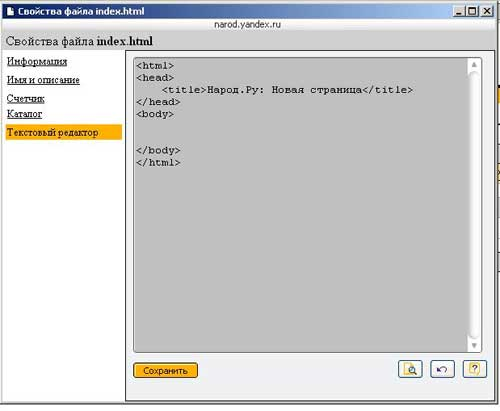 Свойства файла index.html
narod.yandex.ru
Свойства файла index.html
Информация
Имя и описание
Счетчик
Каталог
Текстовый редактор
<html>
<head>
<title>Народ.Ру: Новая страница</title>
</head>
<body>
</body>
</html>
Сохранить
?